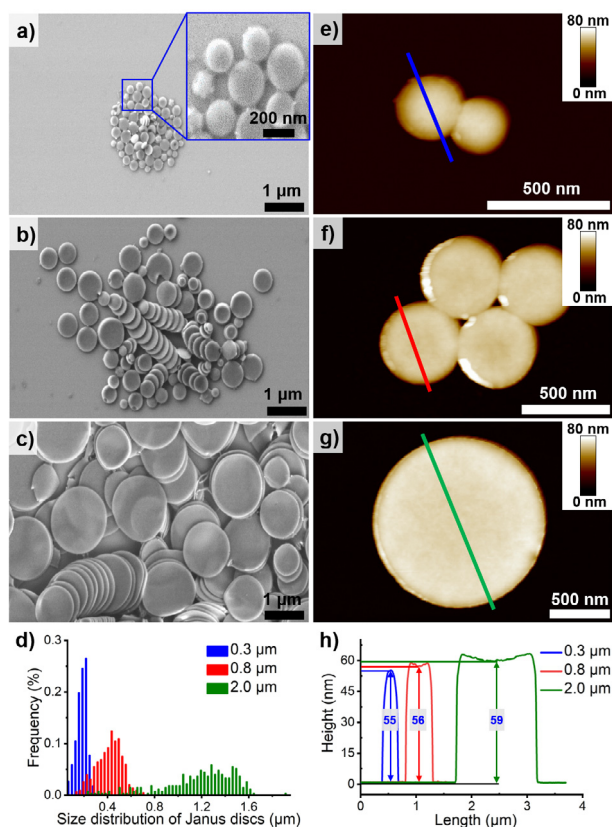 a)
200 nm
1 µm
b)
1 µm
c)
1 µm
e)
80 nm
0 nm
500 nm
f)
80 nm
0 nm
500 nm
g)
80 nm
0 nm
500 nm
d)
0.3 µm
0.8 µm
2.0 µm
Frequency (%)
0.3
0.2
0.1
0.0
0.4
0.8
1.2
1.6
Size distribution of Janus discs (µm)
h)
0.3 µm
0.8 µm
2.0 µm
Height (nm)
75
60
45
30
15
0
55
56
59
0
1
2
3
4
Length (µm)